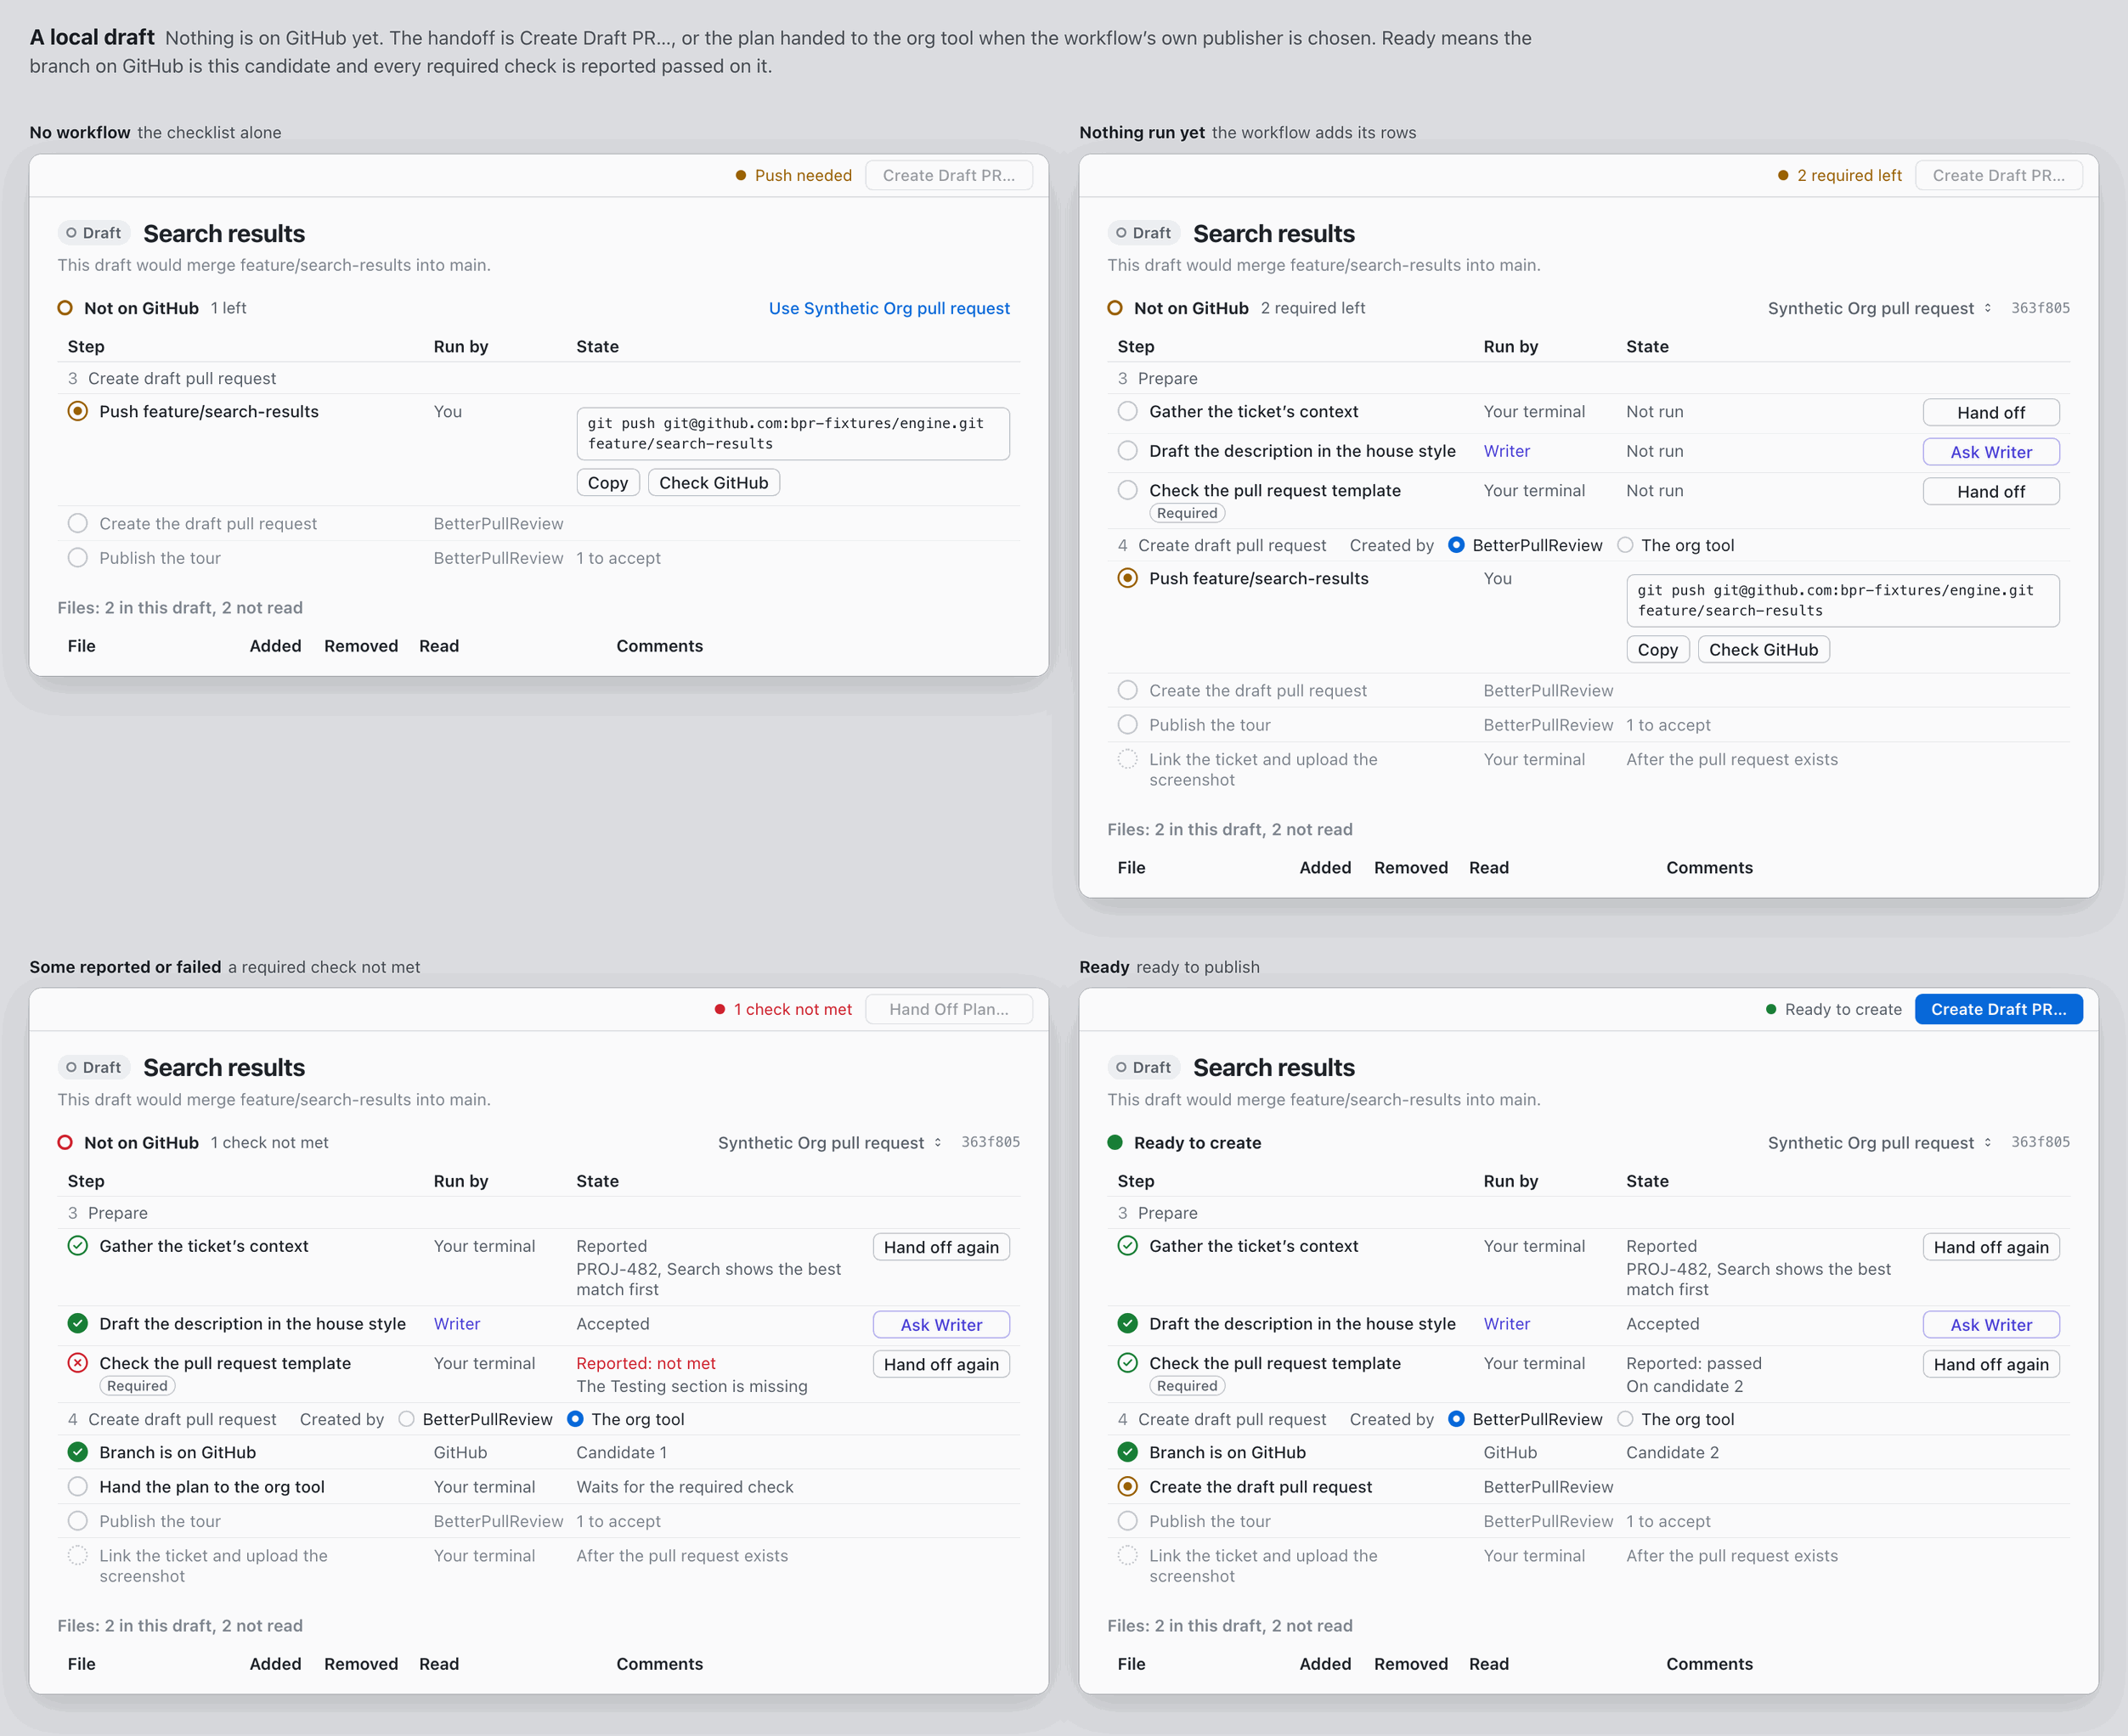 A local draft Nothing is on GitHub yet. The handoff is Create Draft PR…, or the plan handed to the org tool when the workflow’s own publisher is chosen. Ready means the
branch on GitHub is this candidate and every required check is reported passed on it.
No workflow the checklist alone
Push needed Create Draft PR…
Draft Search results
This draft would merge feature/search-results into main.
Not on GitHub 1 left Use Synthetic Org pull request
Step Run by State
3 Create draft pull request
Push feature/search-results You git push git@github.com:bpr-fixtures/engine.git
feature/search-results
Copy Check GitHub
Create the draft pull request BetterPullReview
Publish the tour BetterPullReview 1 to accept
Files: 2 in this draft, 2 not read
File Added Removed Read Comments
Nothing run yet the workflow adds its rows
2 required left Create Draft PR…
Draft Search results
This draft would merge feature/search-results into main.
Not on GitHub 2 required left Synthetic Org pull request 363f805
Step Run by State
3 Prepare
Gather the ticket’s context Your terminal Not run Hand off
Draft the description in the house style Writer Not run Ask Writer
Check the pull request template Your terminal Not run Hand off
Required
4 Create draft pull request Created by BetterPullReview The org tool
Push feature/search-results You git push git@github.com:bpr-fixtures/engine.git
feature/search-results
Copy Check GitHub
Create the draft pull request BetterPullReview
Publish the tour BetterPullReview 1 to accept
Link the ticket and upload the Your terminal After the pull request exists
screenshot
Files: 2 in this draft, 2 not read
File Added Removed Read Comments
Some reported or failed a required check not met
1 check not met Hand Off Plan…
Draft Search results
This draft would merge feature/search-results into main.
Not on GitHub 1 check not met Synthetic Org pull request 363f805
Step Run by State
3 Prepare
Gather the ticket’s context Your terminal Reported Hand off again
PROJ-482, Search shows the best
match first
Draft the description in the house style Writer Accepted Ask Writer
Check the pull request template Your terminal Reported: not met Hand off again
Required The Testing section is missing
4 Create draft pull request Created by BetterPullReview The org tool
Branch is on GitHub GitHub Candidate 1
Hand the plan to the org tool Your terminal Waits for the required check
Publish the tour BetterPullReview 1 to accept
Link the ticket and upload the Your terminal After the pull request exists
screenshot
Files: 2 in this draft, 2 not read
File Added Removed Read Comments
Ready ready to publish
Ready to create Create Draft PR…
Draft Search results
This draft would merge feature/search-results into main.
Ready to create Synthetic Org pull request 363f805
Step Run by State
3 Prepare
Gather the ticket’s context Your terminal Reported Hand off again
PROJ-482, Search shows the best
match first
Draft the description in the house style Writer Accepted Ask Writer
Check the pull request template Your terminal Reported: passed Hand off again
Required On candidate 2
4 Create draft pull request Created by BetterPullReview The org tool
Branch is on GitHub GitHub Candidate 2
Create the draft pull request BetterPullReview
Publish the tour BetterPullReview 1 to accept
Link the ticket and upload the Your terminal After the pull request exists
screenshot
Files: 2 in this draft, 2 not read
File Added Removed Read Comments